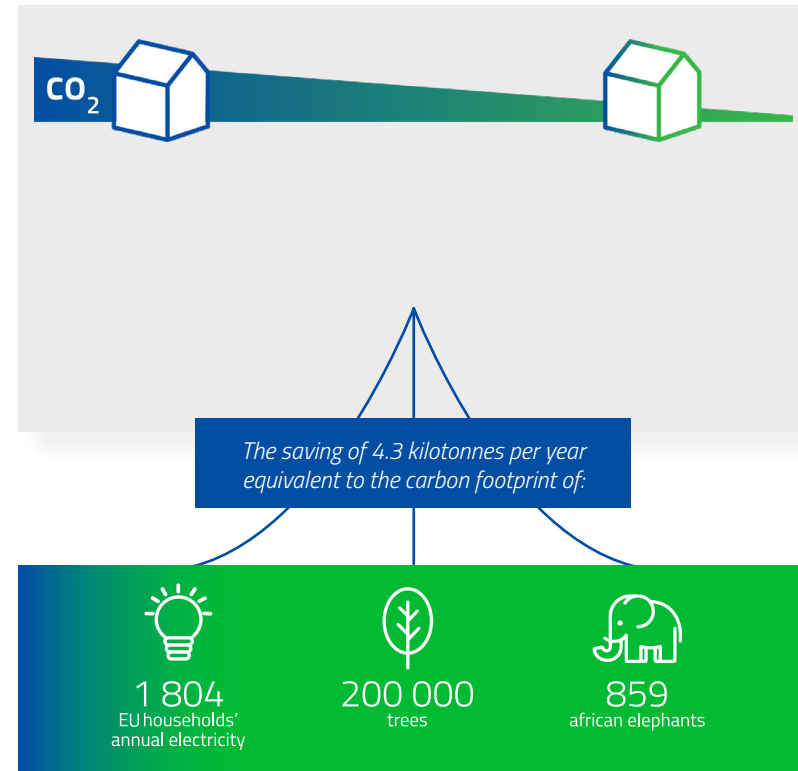 CO₂
The saving of 4.3 kilotonnes per year
equivalent to the carbon footprint of:
1 804
EU households’
annual electricity
200 000
trees
859
african elephants